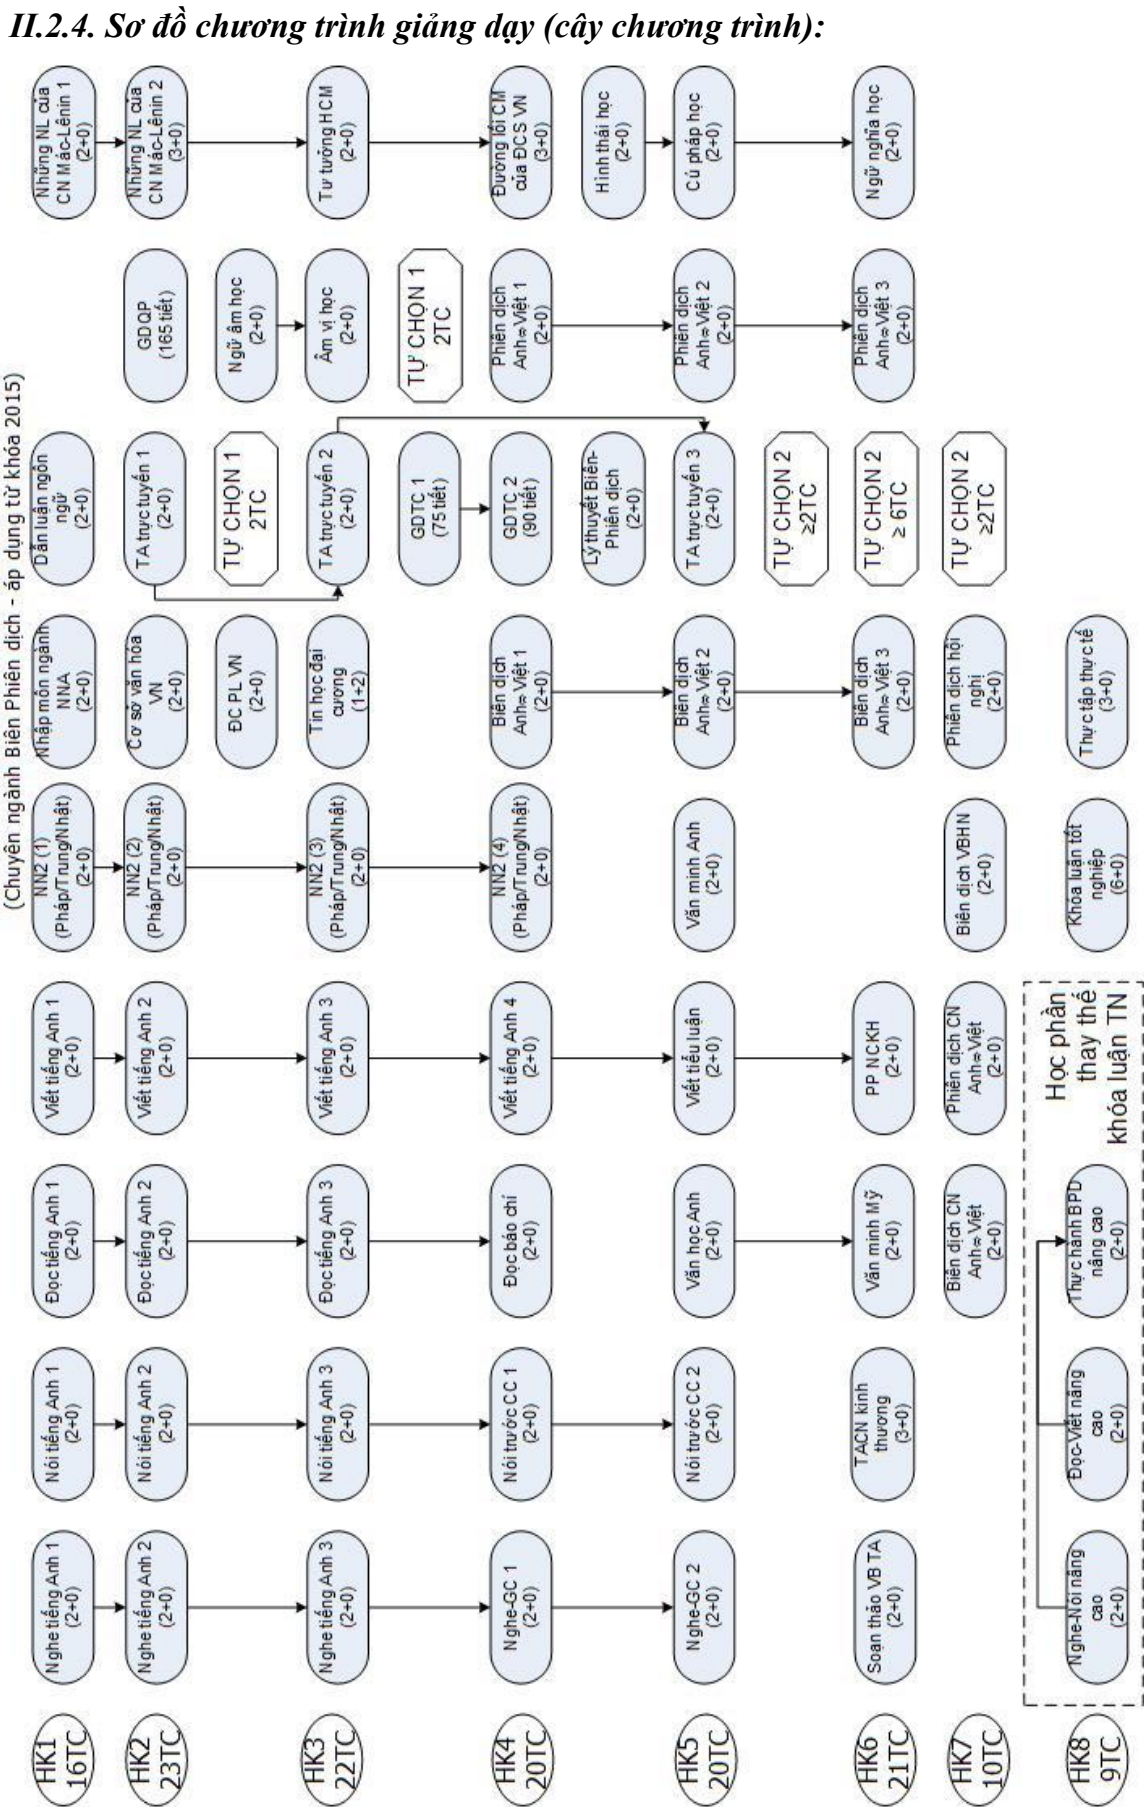 II.2.4. Sơ đồ chương trình giảng dạy (cây chương trình):
(Chuyên ngành Biên Phiên dịch - áp dụng từ khóa 2015)
HK1
16TC
Nghe tiếng Anh 1
(2+0)
Nói tiếng Anh 1
(2+0)
Đọc tiếng Anh 1
(2+0)
Viết tiếng Anh 1
(2+0)
NN2 (1)
(Pháp/Trung/Nhật)
(2+0)
Nhập môn ngành
NNA
(2+0)
Dẫn luận ngôn
ngữ
(2+0)
Những NL của
CN Mác-Lênin 1
(2+0)
HK2
23TC
Nghe tiếng Anh 2
(2+0)
Nói tiếng Anh 2
(2+0)
Đọc tiếng Anh 2
(2+0)
Viết tiếng Anh 2
(2+0)
NN2 (2)
(Pháp/Trung/Nhật)
(2+0)
Cơ sở văn hóa
VN
(2+0)
TA trực tuyến 1
(2+0)
GDQP
(165 tiết)
Những NL của
CN Mác-Lênin 2
(3+0)
ĐC PL VN
(2+0)
TỰ CHỌN 1
2TC
Ngữ âm học
(2+0)
HK3
22TC
Nghe tiếng Anh 3
(2+0)
Nói tiếng Anh 3
(2+0)
Đọc tiếng Anh 3
(2+0)
Viết tiếng Anh 3
(2+0)
NN2 (3)
(Pháp/Trung/Nhật)
(2+0)
Tin học đại
cương
(1+2)
TA trực tuyến 2
(2+0)
Âm vị học
(2+0)
Tư tưởng HCM
(2+0)
GDTC 1
(75 tiết)
TỰ CHỌN 1
2TC
HK4
20TC
Nghe-GC 1
(2+0)
Nói trước CC 1
(2+0)
Đọc báo chí
(2+0)
Viết tiếng Anh 4
(2+0)
NN2 (4)
(Pháp/Trung/Nhật)
(2+0)
Biên dịch
Anh⇔Việt 1
(2+0)
GDTC 2
(90 tiết)
Phiên dịch
Anh⇔Việt 1
(2+0)
Đường lối CM
của ĐCS VN
(3+0)
Lý thuyết Biên-
Phiên dịch
(2+0)
Hình thái học
(2+0)
HK5
20TC
Nghe-GC 2
(2+0)
Nói trước CC 2
(2+0)
Văn học Anh
(2+0)
Viết tiểu luận
(2+0)
Văn minh Anh
(2+0)
Biên dịch
Anh⇔Việt 2
(2+0)
TA trực tuyến 3
(2+0)
Phiên dịch
Anh⇔Việt 2
(2+0)
Cú pháp học
(2+0)
TỰ CHỌN 2
≥2TC
HK6
21TC
Soạn thảo VB TA
(2+0)
TACN kinh
thương
(3+0)
Văn minh Mỹ
(2+0)
PP NCKH
(2+0)
Biên dịch
Anh⇔Việt 3
(2+0)
TỰ CHỌN 2
≥ 6TC
Phiên dịch
Anh⇔Việt 3
(2+0)
Ngữ nghĩa học
(2+0)
HK7
10TC
Biên dịch CN
Anh⇔Việt
(2+0)
Phiên dịch CN
Anh⇔Việt
(2+0)
Biên dịch VBHN
(2+0)
Phiên dịch hội
nghị
(2+0)
TỰ CHỌN 2
≥2TC
HK8
9TC
Nghe-Nói nâng
cao
(2+0)
Đọc-Viết nâng
cao
(2+0)
Thực hành BPD
nâng cao
(2+0)
Học phần
thay thế
khóa luận TN
Khóa luận tốt
nghiệp
(6+0)
Thực tập thực tế
(3+0)